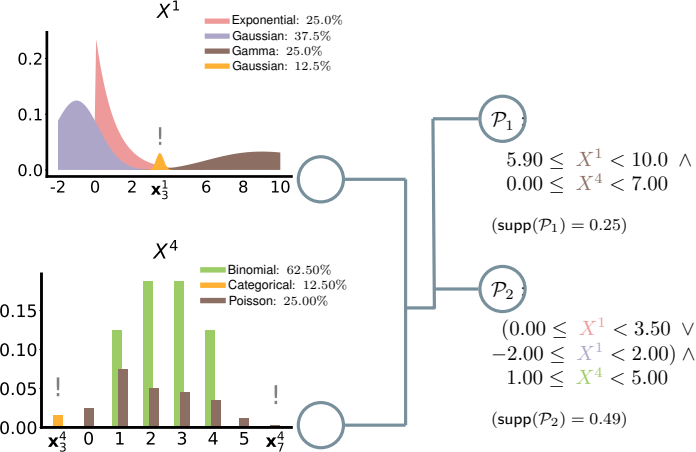 X¹
Exponential: 25.0%
Gaussian: 37.5%
Gamma: 25.0%
Gaussian: 12.5%
0.2
0.1
0.0
!
-2 0 2 x₃¹ 6 8 10
X⁴
Binomial: 62.50%
Categorical: 12.50%
Poisson: 25.00%
0.15
0.10
0.05
0.00
! !
x₃⁴ 0 1 2 3 4 5 x₇⁴
𝒫₁ :
5.90 ≤ X¹ < 10.0 ∧
0.00 ≤ X⁴ < 7.00
(supp(𝒫₁) = 0.25)
𝒫₂ :
(0.00 ≤ X¹ < 3.50 ∨
−2.00 ≤ X¹ < 2.00) ∧
1.00 ≤ X⁴ < 5.00
(supp(𝒫₂) = 0.49)